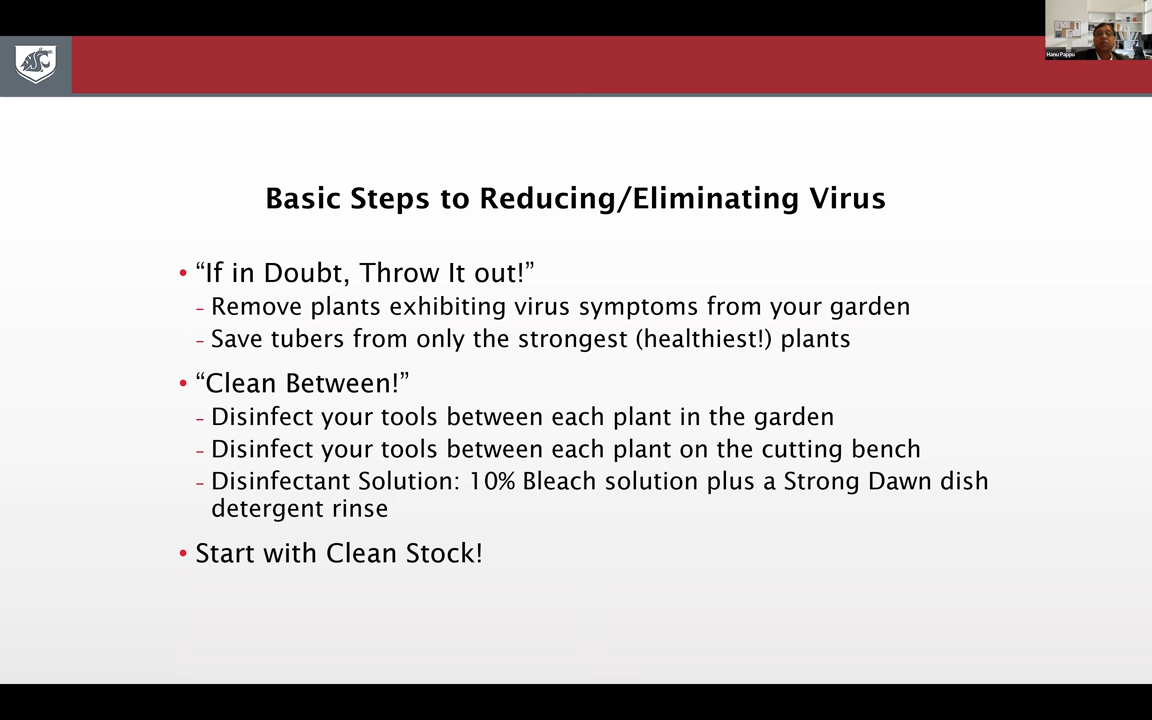 Hanu Pappu
Basic Steps to Reducing/Eliminating Virus
• “If in Doubt, Throw It out!”
- Remove plants exhibiting virus symptoms from your garden
- Save tubers from only the strongest (healthiest!) plants
• “Clean Between!”
- Disinfect your tools between each plant in the garden
- Disinfect your tools between each plant on the cutting bench
- Disinfectant Solution: 10% Bleach solution plus a Strong Dawn dish
detergent rinse
• Start with Clean Stock!